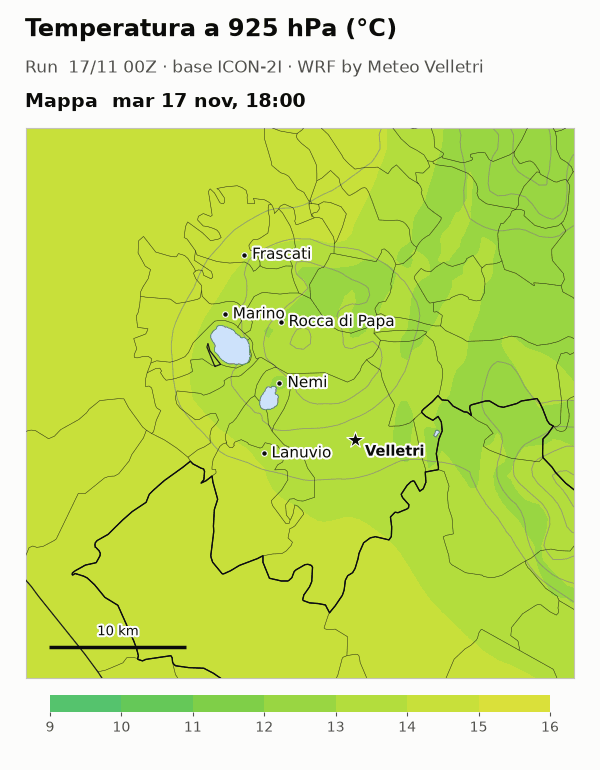 Temperatura a 925 hPa (°C)
Run  17/11 00Z · base ICON-2I · WRF by Meteo Velletri
Mappa  mar 17 nov, 18:00
Frascati
Marino
Rocca di Papa
Nemi
Velletri
Lanuvio
10 km
9 10 11 12 13 14 15 16